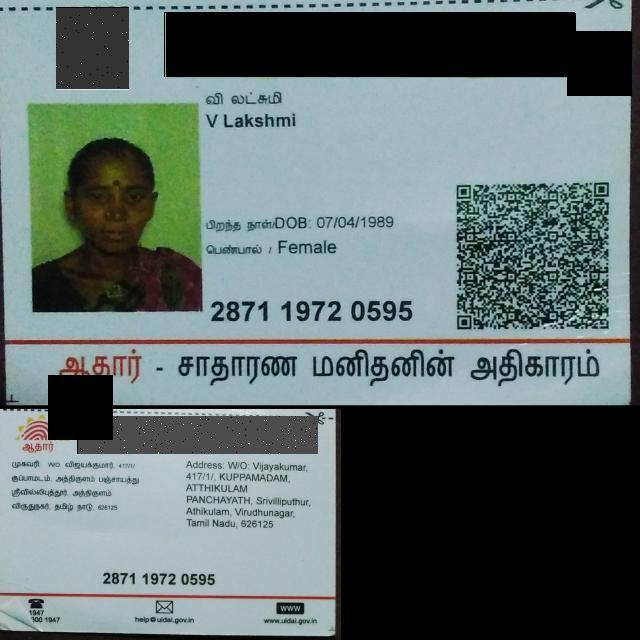 வி லட்சுமி
V Lakshmi
பிறந்த நாள்/DOB: 07/04/1989
பெண்பால் / Female
2871 1972 0595
ஆதார் - சாதாரண மனிதனின் அதிகாரம்
ஆதார்
முகவரி: W/O: விஜயக்குமார், 417/1/
குப்பாமடம், அத்திகுளம் பஞ்சாயத்து
ஸ்ரீவில்லிபுத்தூர், அத்திகுளம்
விருதுநகர், தமிழ் நாடு, 626125
Address: W/O: Vijayakumar,
417/1/, KUPPAMADAM,
ATTHIKULAM
PANCHAYATH, Srivilliputhur,
Athikulam, Virudhunagar,
Tamil Nadu, 626125
2871 1972 0595
1947
300 1947
help@uidai.gov.in
WWW
www.uidai.gov.in